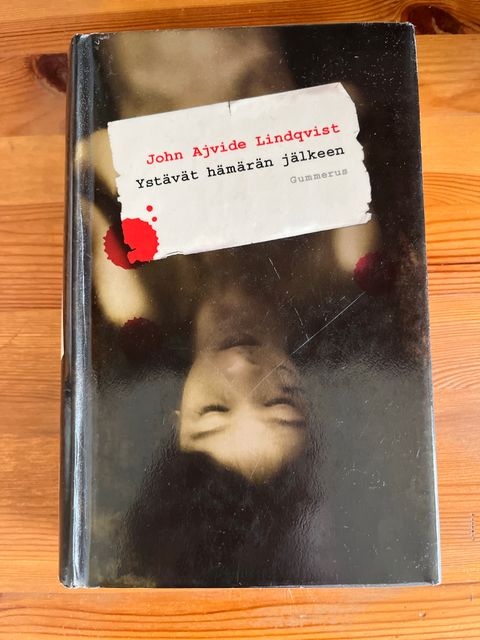 John Ajvide Lindqvist
Ystävät hämärän jälkeen
Gummerus